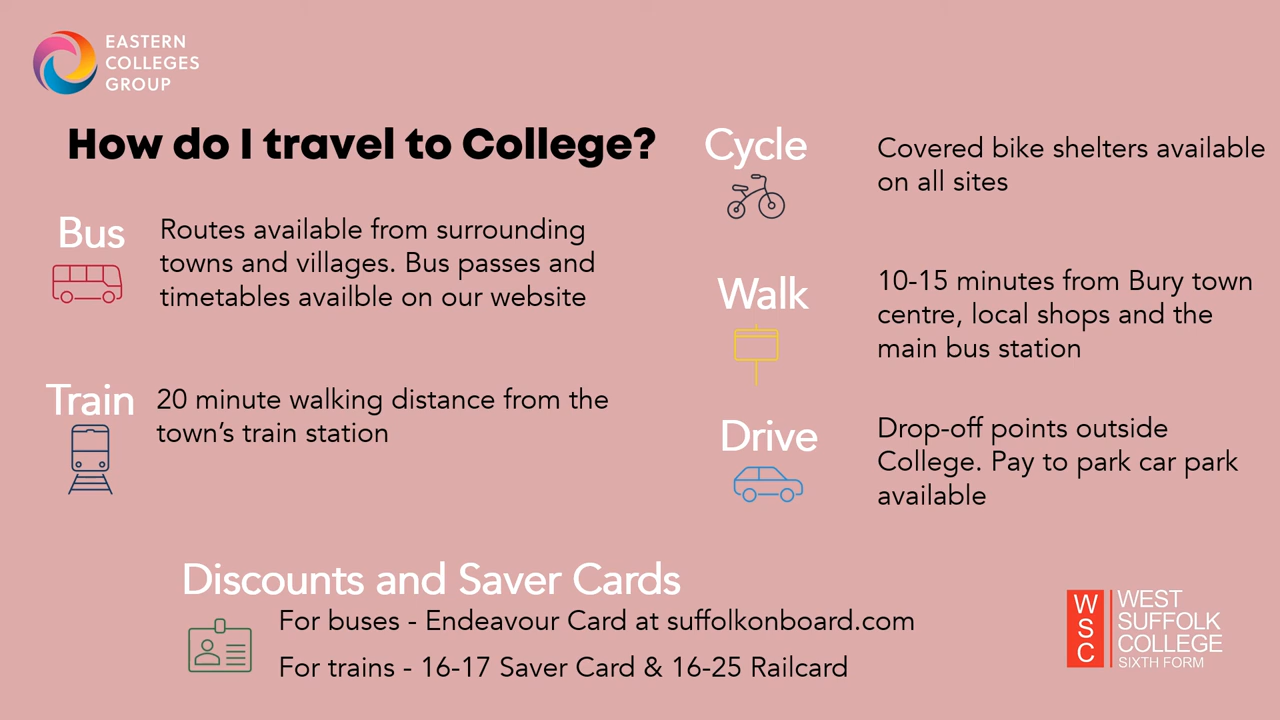 EASTERN
COLLEGES
GROUP
How do I travel to College?
Bus
Routes available from surrounding
towns and villages. Bus passes and
timetables availble on our website
Train
20 minute walking distance from the
town's train station
Cycle
Covered bike shelters available
on all sites
Walk
10-15 minutes from Bury town
centre, local shops and the
main bus station
Drive
Drop-off points outside
College. Pay to park car park
available
Discounts and Saver Cards
For buses - Endeavour Card at suffolkonboard.com
For trains - 16-17 Saver Card & 16-25 Railcard
WSC
WEST
SUFFOLK
COLLEGE
SIXTH FORM